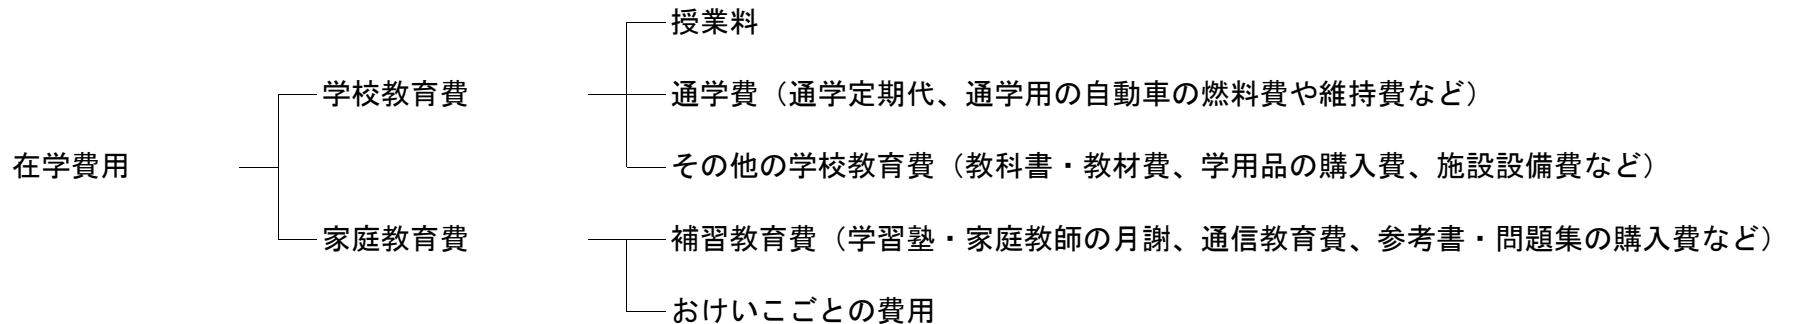 授業料
学校教育費
通学費（通学定期代、通学用の自動車の燃料費や維持費など）
在学費用
その他の学校教育費（教科書・教材費、学用品の購入費、施設設備費など）
家庭教育費
補習教育費（学習塾・家庭教師の月謝、通信教育費、参考書・問題集の購入費など）
おけいこごとの費用